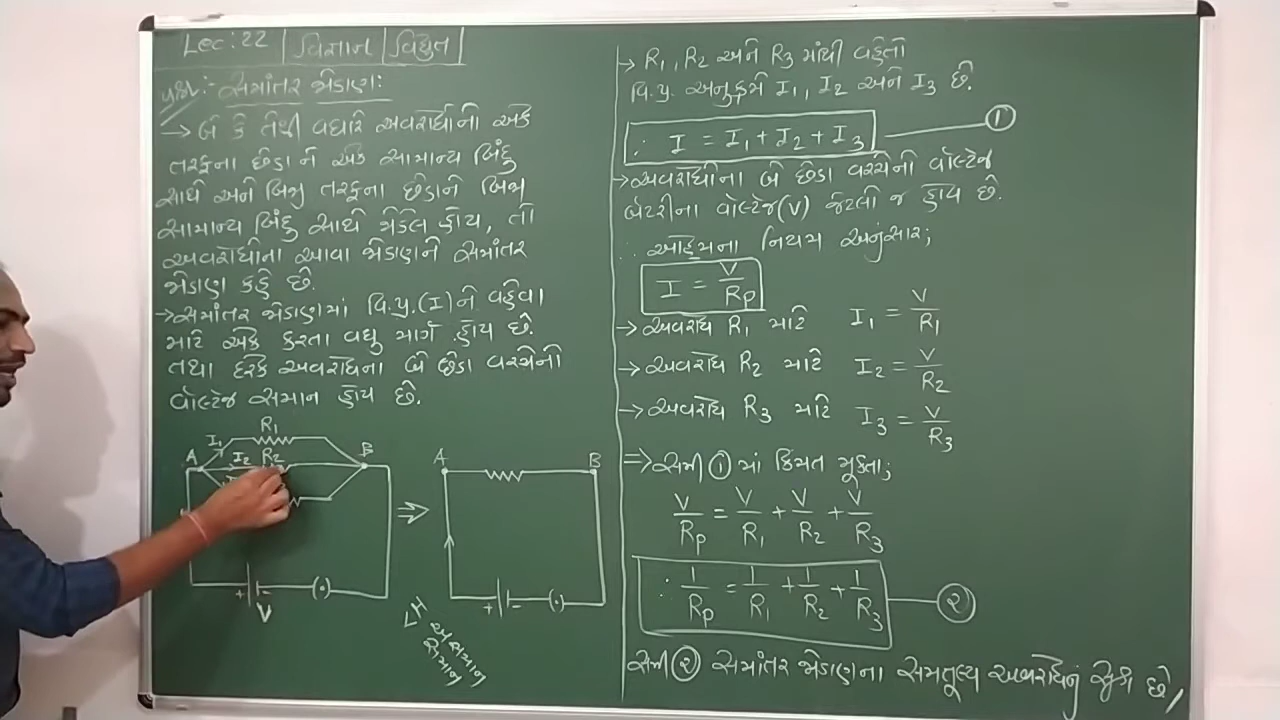 Lec:22 વિજ્ઞાન વિદ્યુત
પ્રશ્ન:- સમાંતર જોડાણ:
→ બે કે તેથી વધારે અવરોધોની એક
તરફના છેડાને એક સામાન્ય બિંદુ
સાથે અને બિજી તરફના છેડાને બિજા
સામાન્ય બિંદુ સાથે જોડેલ હોય, તો
અવરોધોના આવા જોડાણને સમાંતર
જોડાણ કહે છે.
→ સમાંતર જોડાણમાં વિ.પ્ર.(I)ને વહેવા
માટે એક કરતા વધુ માર્ગ હોય છે.
તથા દરેક અવરોધના બે છેડા વચ્ચેનો
વોલ્ટેજ સમાન હોય છે.
R₁
I₁
A I₂ R₂ B
+ -
V
⇒
A B
+ -
→ R₁, R₂ અને R₃ માંથી વહેતો
વિ.પ્ર. અનુક્રમે I₁, I₂ અને I₃ છે.
∴ I = I₁ + I₂ + I₃ ①
→ અવરોધોના બે છેડા વચ્ચેનો વોલ્ટેજ
બેટરીના વોલ્ટેજ(V) જેટલો જ હોય છે.
∴ ઓહમના નિયમ અનુસાર;
I = V/Rp
→ અવરોધ R₁ માટે I₁ = V/R₁
→ અવરોધ R₂ માટે I₂ = V/R₂
→ અવરોધ R₃ માટે I₃ = V/R₃
⇒ સમી ① માં કિંમત મૂકતા;
V/Rp = V/R₁ + V/R₂ + V/R₃
∴ 1/Rp = 1/R₁ + 1/R₂ + 1/R₃ ②
સમી ② સમાંતર જોડાણના સમતુલ્ય અવરોધનું સૂત્ર છે